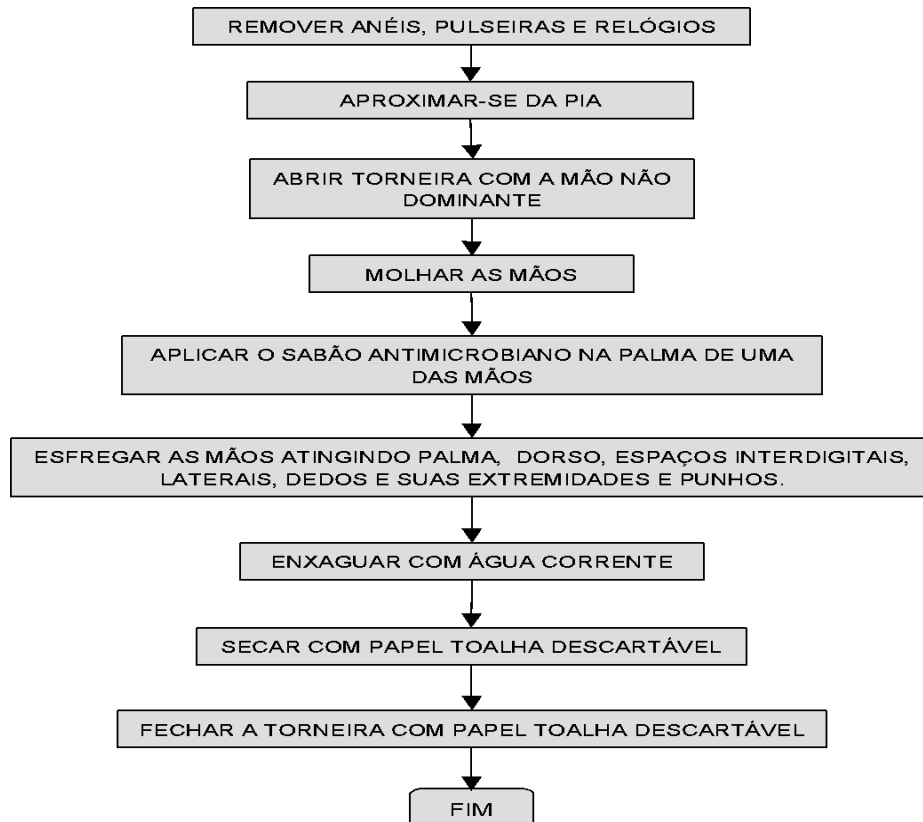 REMOVER ANÉIS, PULSEIRAS E RELÓGIOS
APROXIMAR-SE DA PIA
ABRIR TORNEIRA COM A MÃO NÃO
DOMINANTE
MOLHAR AS MÃOS
APLICAR O SABÃO ANTIMICROBIANO NA PALMA DE UMA
DAS MÃOS
ESFREGAR AS MÃOS ATINGINDO PALMA, DORSO, ESPAÇOS INTERDIGITAIS,
LATERAIS, DEDOS E SUAS EXTREMIDADES E PUNHOS.
ENXAGUAR COM ÁGUA CORRENTE
SECAR COM PAPEL TOALHA DESCARTÁVEL
FECHAR A TORNEIRA COM PAPEL TOALHA DESCARTÁVEL
FIM